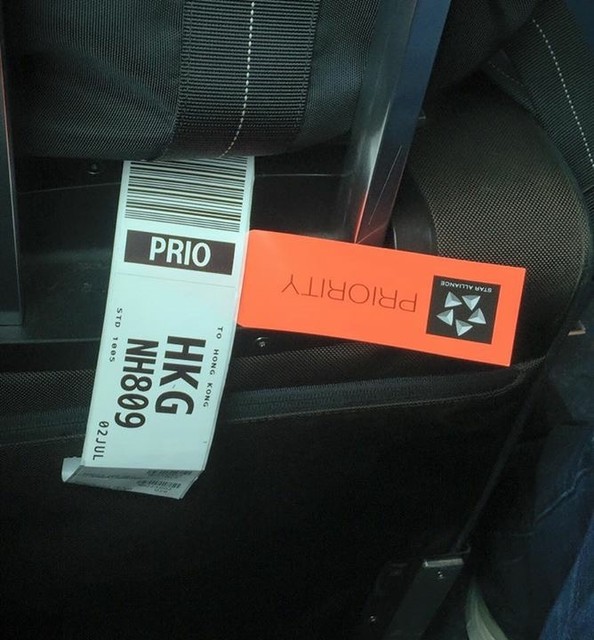 PRIO
TO HONG KONG
HKG
NH809
STD 1005
02JUL
STAR ALLIANCE
PRIORITY